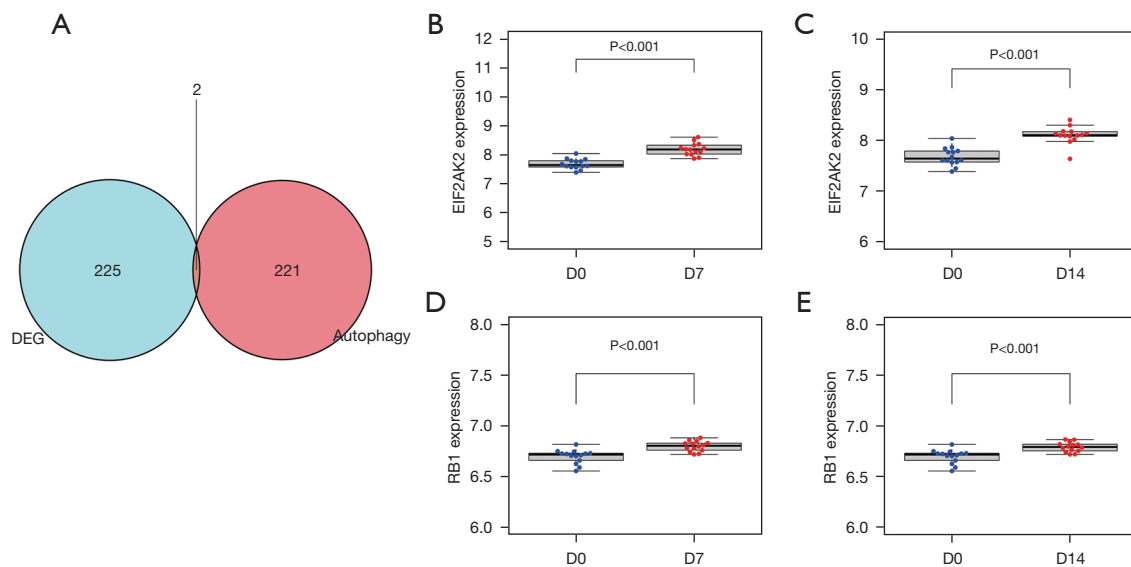 A
2
225
221
DEG
Autophagy
B
12
11
10
9
8
7
6
5
EIF2AK2 expression
P<0.001
D0 D7
C
10
9
8
7
6
EIF2AK2 expression
P<0.001
D0 D14
D
8.0
7.5
7.0
6.5
6.0
RB1 expression
P<0.001
D0 D7
E
8.0
7.5
7.0
6.5
6.0
RB1 expression
P<0.001
D0 D14